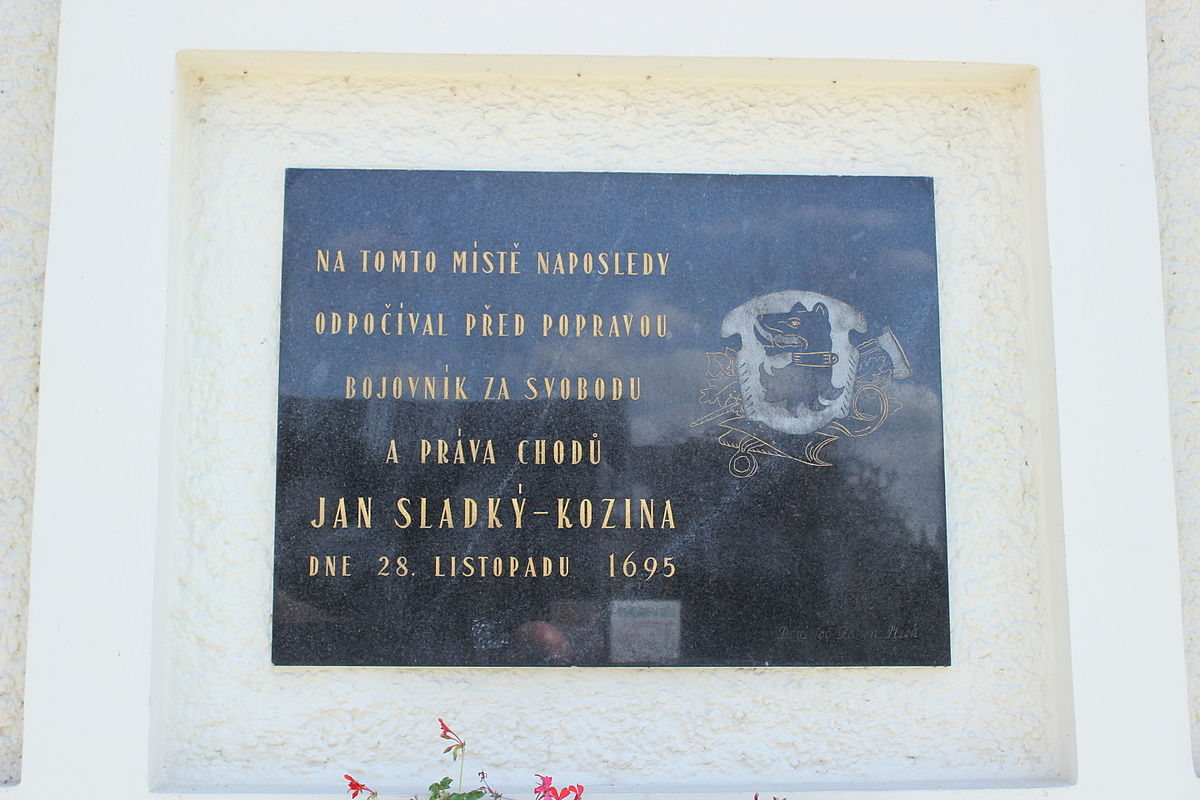 NA TOMTO MÍSTĚ NAPOSLEDY
ODPOČÍVAL PŘED POPRAVOU
BOJOVNÍK ZA SVOBODU
A PRÁVA CHODŮ
JAN SLADKÝ-KOZINA
DNE 28. LISTOPADU 1695